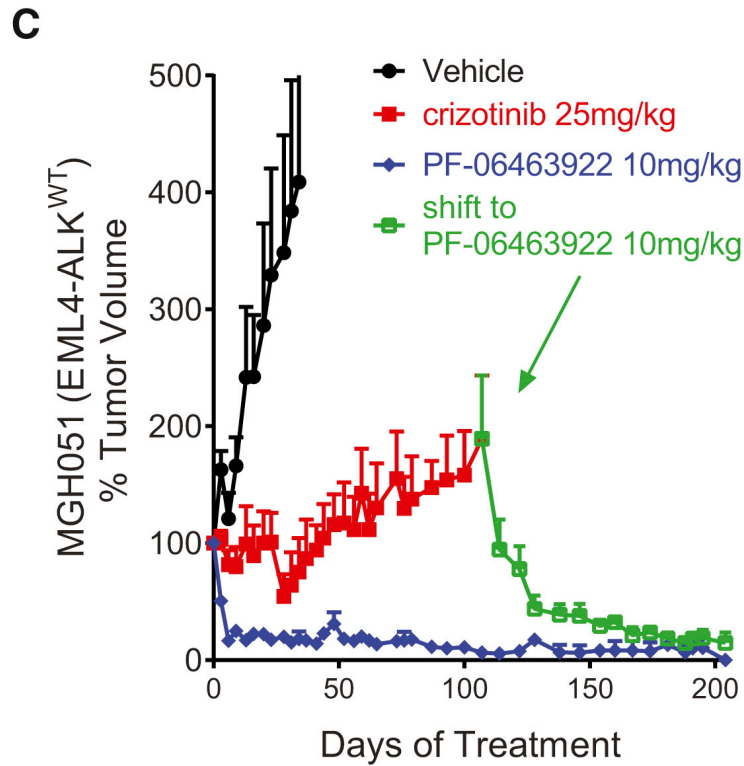 C
Vehicle
crizotinib 25mg/kg
PF-06463922 10mg/kg
shift to
PF-06463922 10mg/kg
MGH051 (EML4-ALK^WT)
% Tumor Volume
500
400
300
200
100
0
0 50 100 150 200
Days of Treatment